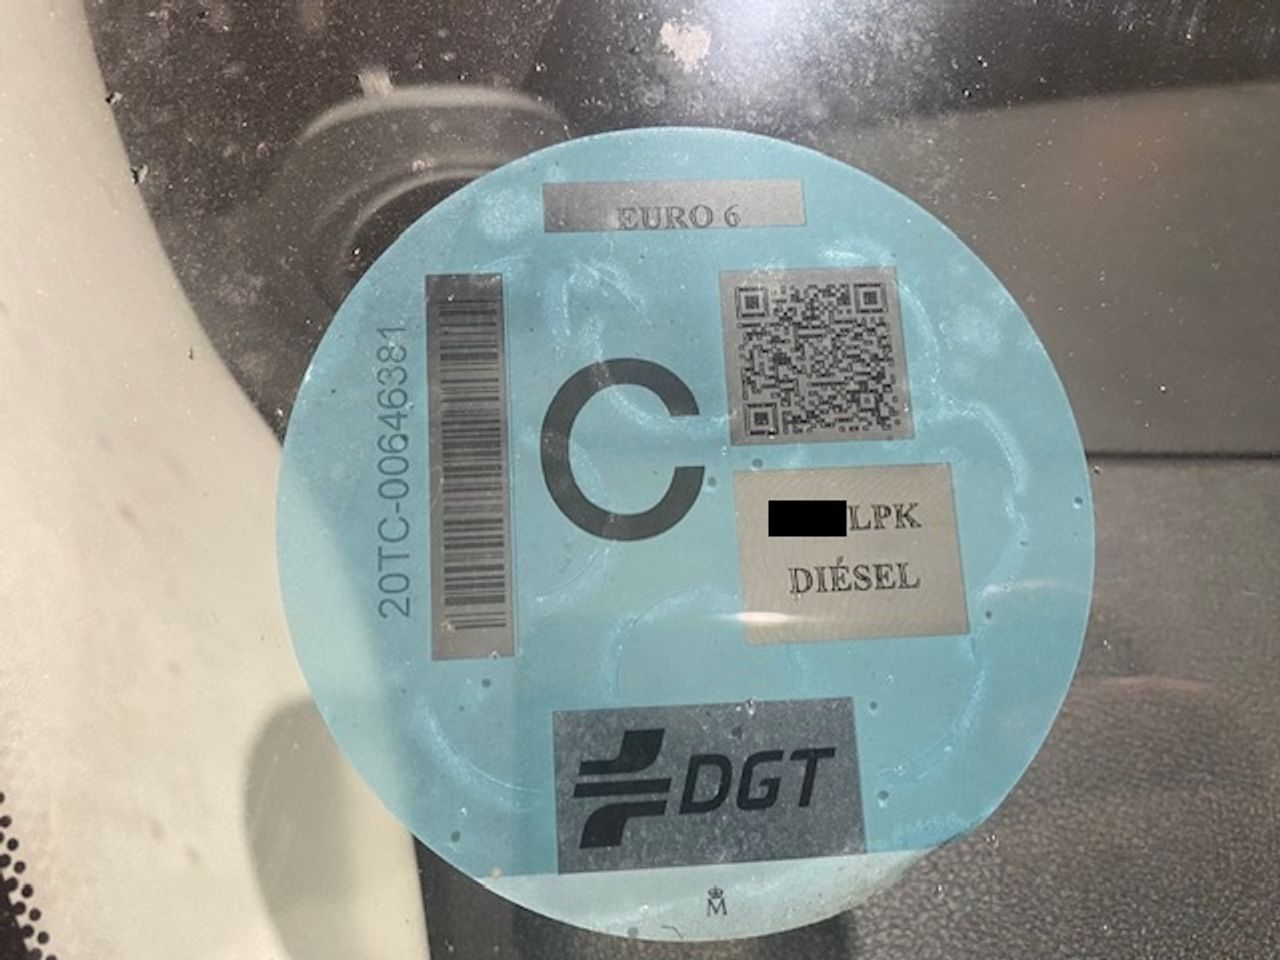 EURO 6
20TC-00646381
C
LPK
DIÉSEL
DGT
M